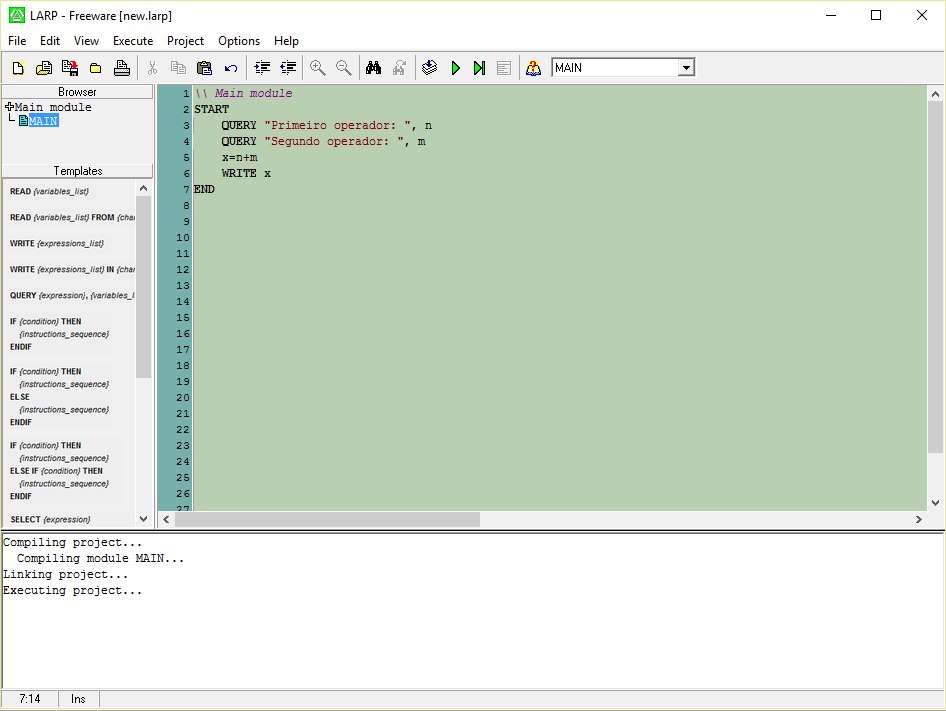 LARP - Freeware [new.larp]
File Edit View Execute Project Options Help
MAIN
Browser
Main module
MAIN
Templates
READ {variables_list}
READ {variables_list} FROM {char
WRITE {expressions_list}
WRITE {expressions_list} IN {char
QUERY {expression}, {variables_l
IF {condition} THEN
{instructions_sequence}
ENDIF
IF {condition} THEN
{instructions_sequence}
ELSE
{instructions_sequence}
ENDIF
IF {condition} THEN
{instructions_sequence}
ELSE IF {condition} THEN
{instructions_sequence}
ENDIF
SELECT {expression}
1 \\ Main module
2 START
3 QUERY "Primeiro operador: ", n
4 QUERY "Segundo operador: ", m
5 x=n+m
6 WRITE x
7 END
8
9
10
11
12
13
14
15
16
17
18
19
20
21
22
23
24
25
26
27
Compiling project...
Compiling module MAIN...
Linking project...
Executing project...
7:14 Ins